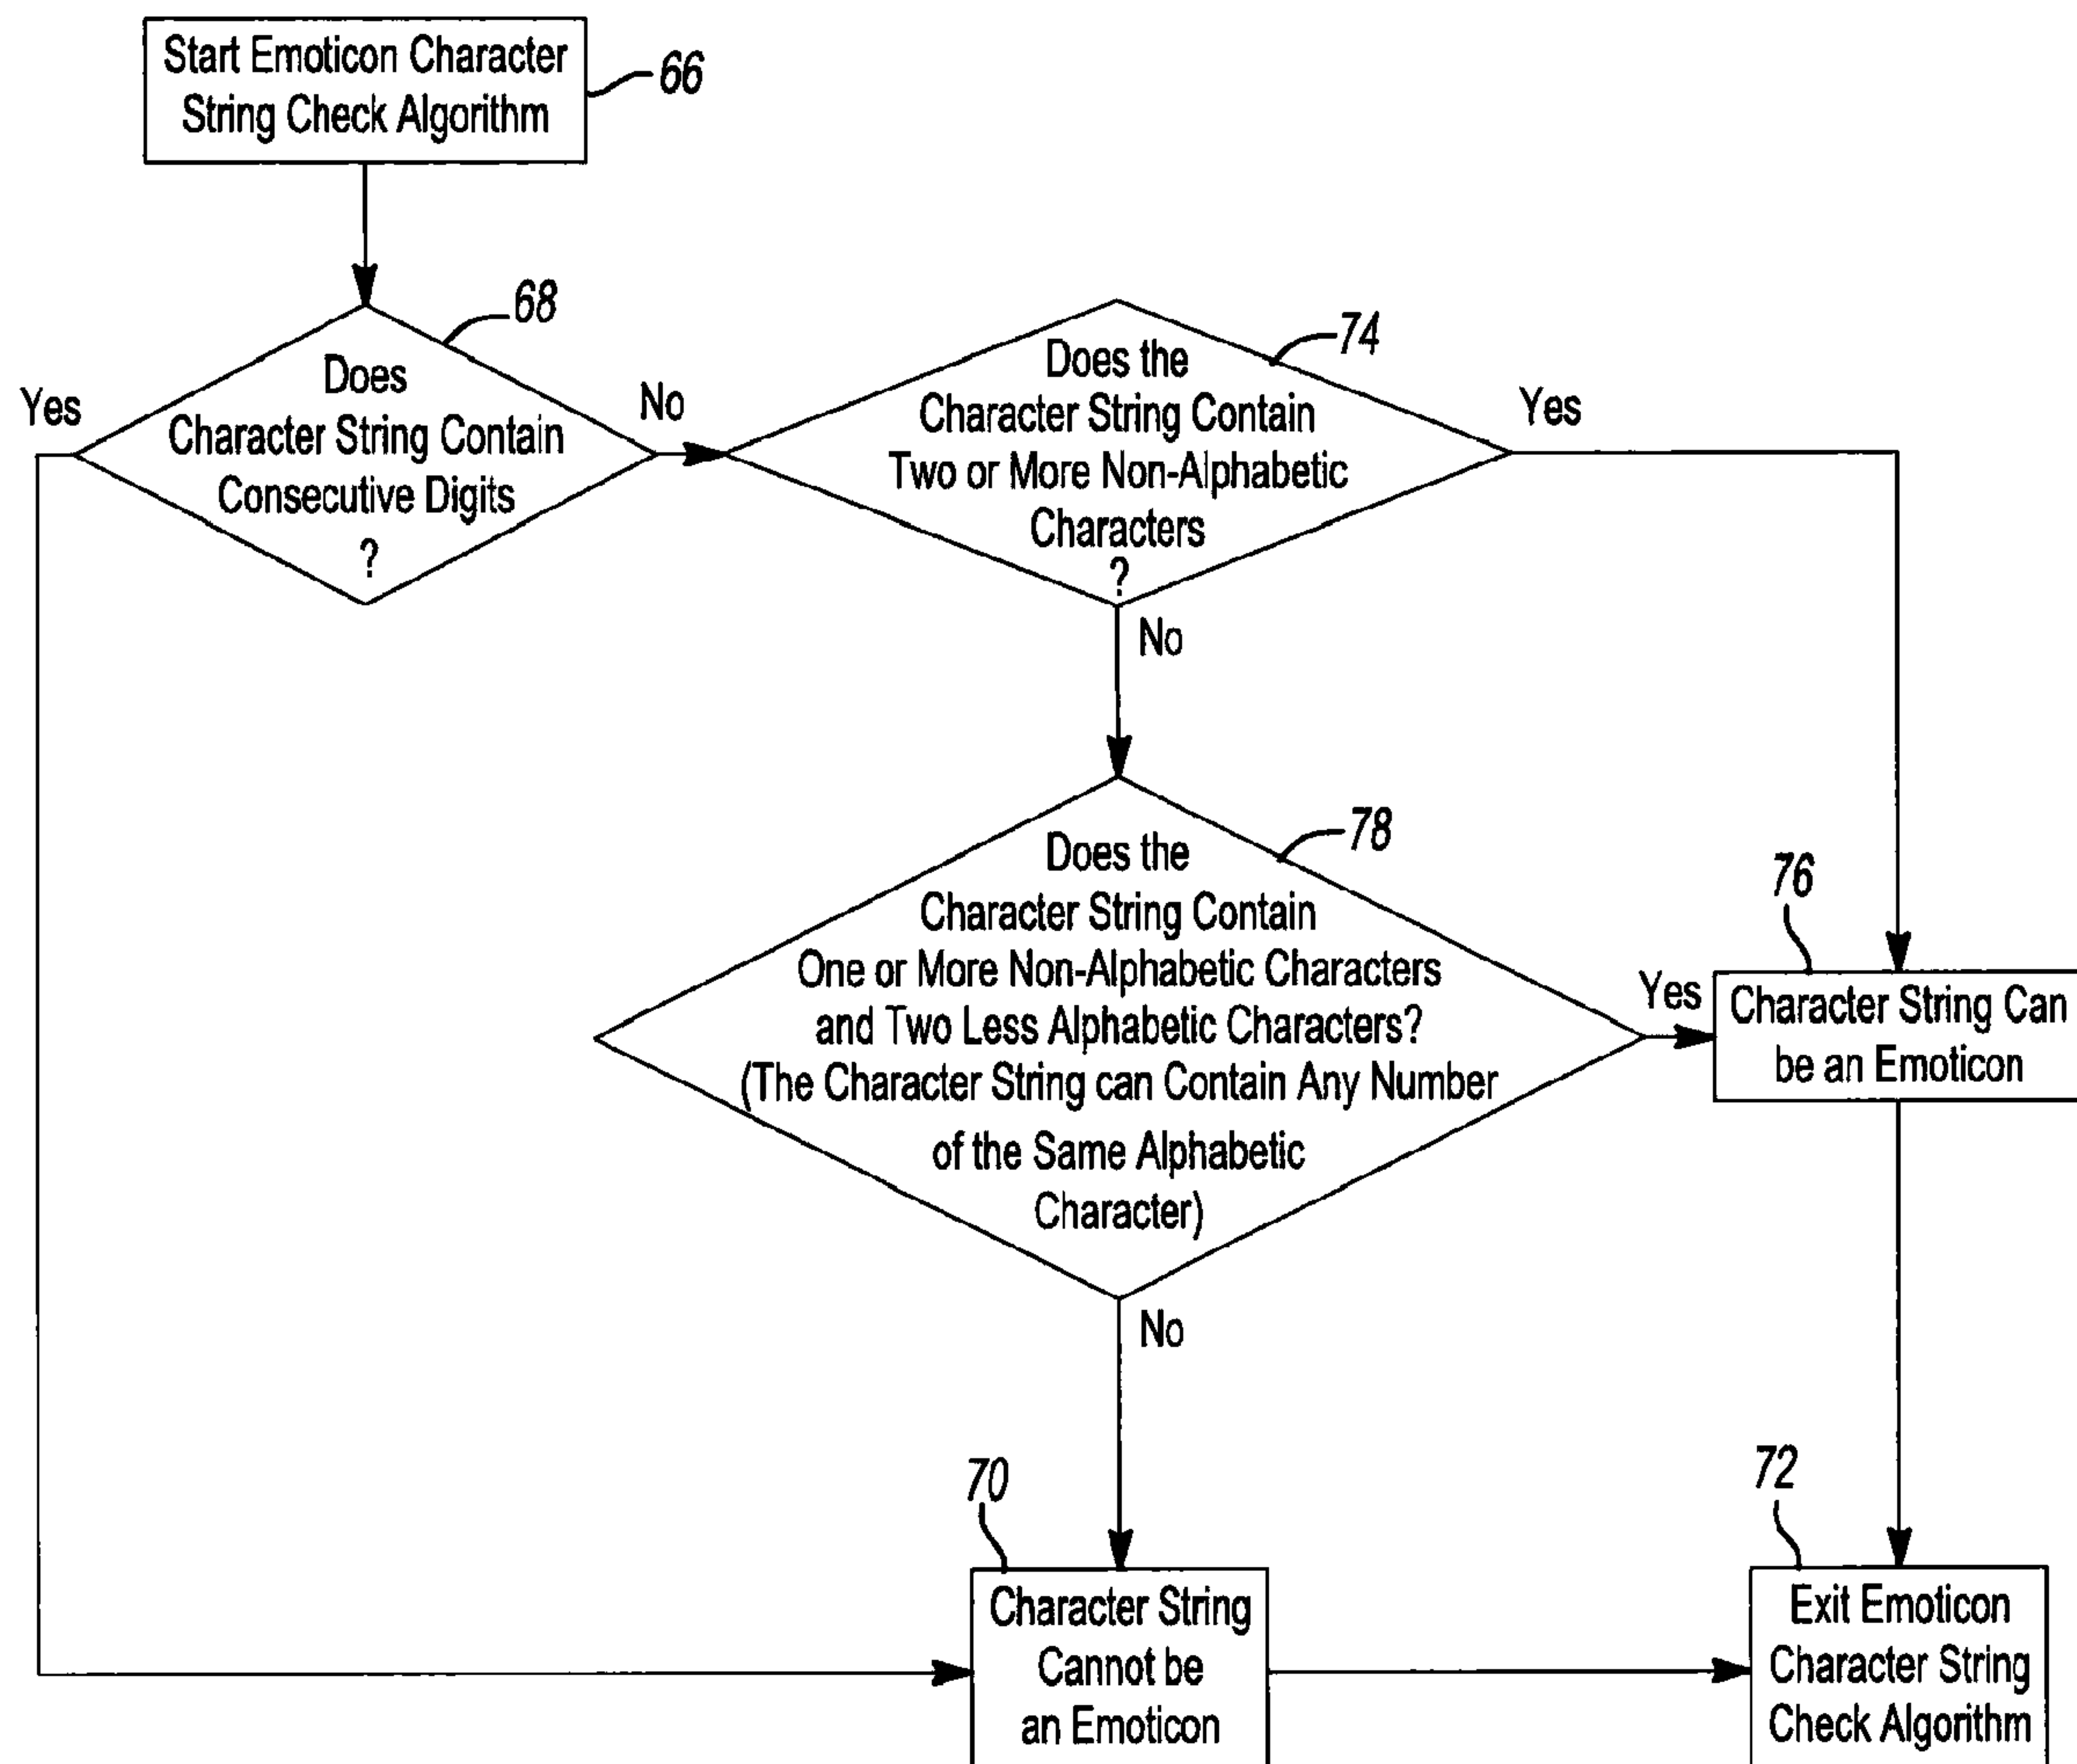 Start Emoticon Character
String Check Algorithm
66
68
Does
Character String Contain
Consecutive Digits
?
Yes
No
74
Does the
Character String Contain
Two or More Non-Alphabetic
Characters
?
Yes
No
78
Does the
Character String Contain
One or More Non-Alphabetic Characters
and Two Less Alphabetic Characters?
(The Character String can Contain Any Number
of the Same Alphabetic
Character)
Yes
No
76
Character String Can
be an Emoticon
70
Character String
Cannot be
an Emoticon
72
Exit Emoticon
Character String
Check Algorithm